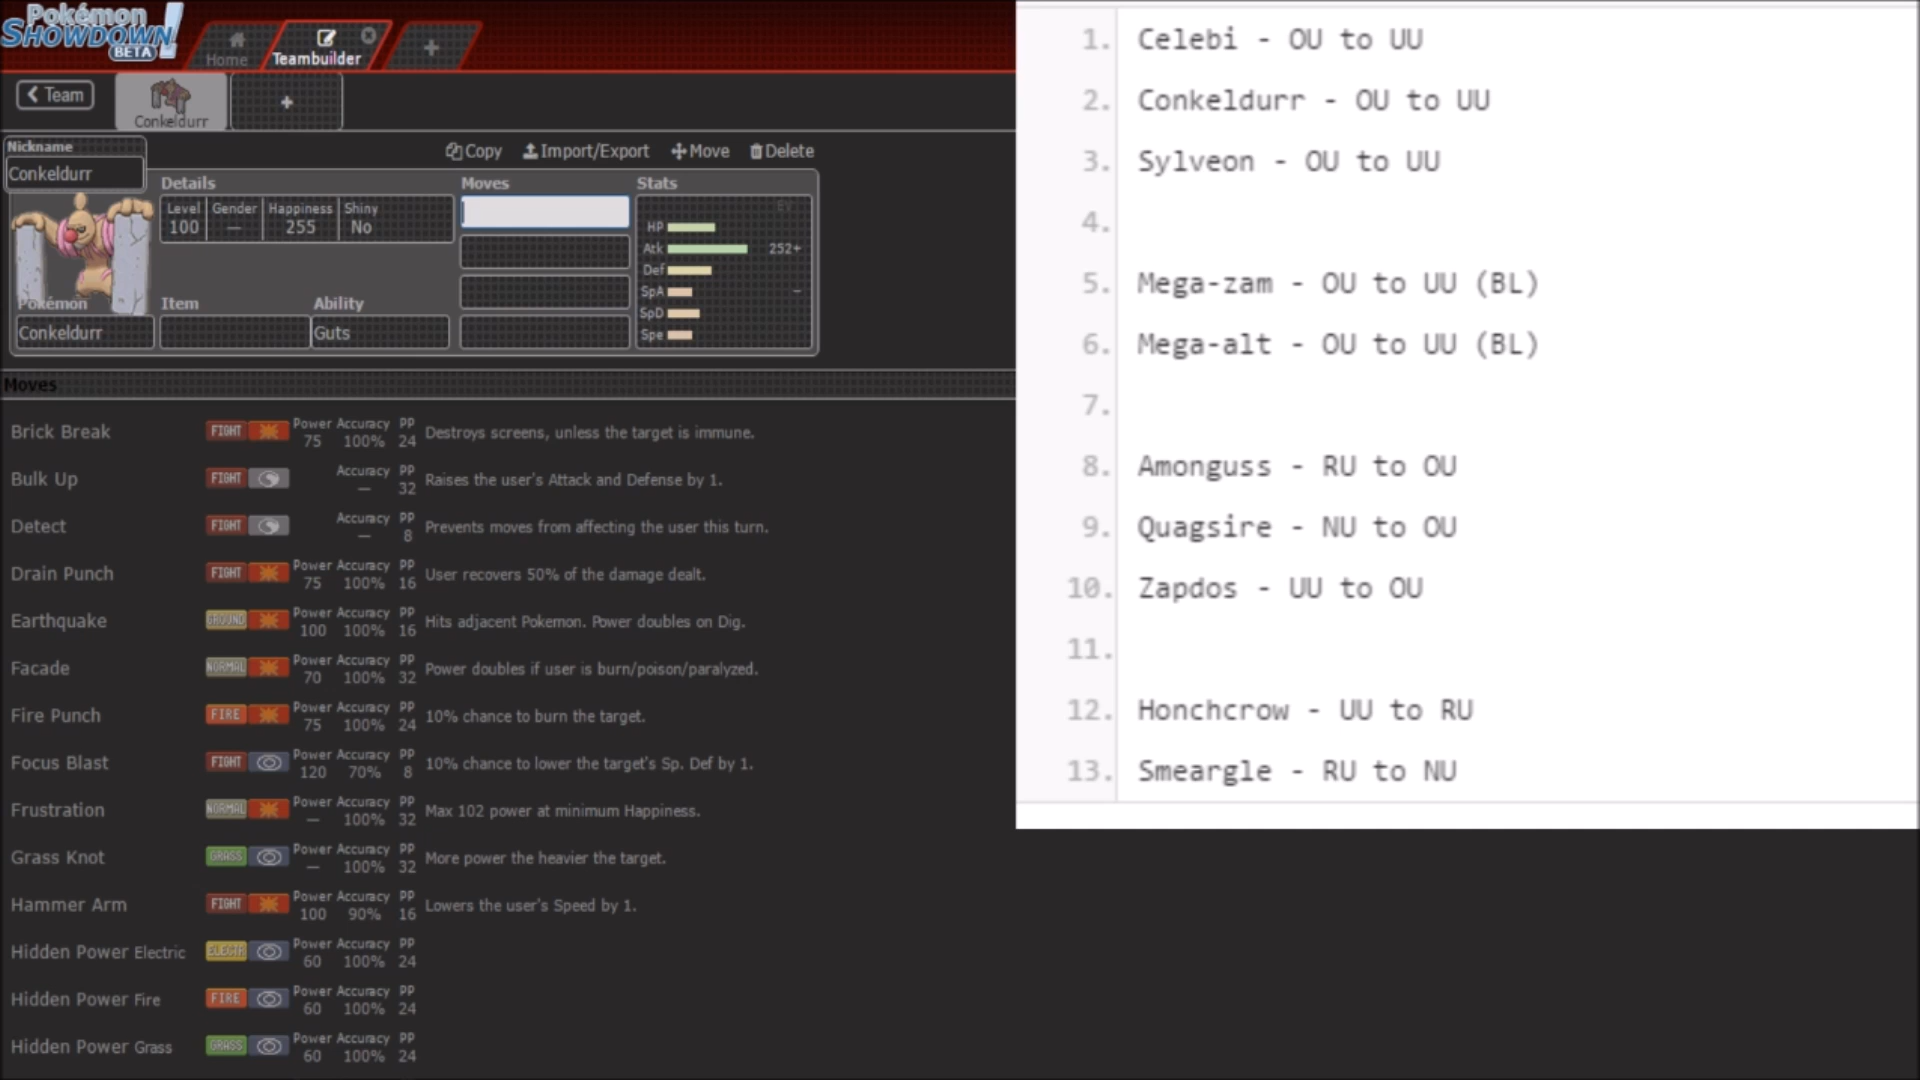 Pokémon
SHOWDOWN!
BETA
Home
Teambuilder
+
< Team
Conkeldurr
+
Nickname
Conkeldurr
Copy Import/Export Move Delete
Details Moves Stats
Level Gender Happiness Shiny
100 — 255 No
EV
HP
Atk 252+
Def
SpA −
SpD
Spe
Pokémon Item Ability
Conkeldurr Guts
Moves
Brick Break FIGHT Power 75 Accuracy 100% PP 24 Destroys screens, unless the target is immune.
Bulk Up FIGHT Accuracy — PP 32 Raises the user's Attack and Defense by 1.
Detect FIGHT Accuracy — PP 8 Prevents moves from affecting the user this turn.
Drain Punch FIGHT Power 75 Accuracy 100% PP 16 User recovers 50% of the damage dealt.
Earthquake GROUND Power 100 Accuracy 100% PP 16 Hits adjacent Pokemon. Power doubles on Dig.
Facade NORMAL Power 70 Accuracy 100% PP 32 Power doubles if user is burn/poison/paralyzed.
Fire Punch FIRE Power 75 Accuracy 100% PP 24 10% chance to burn the target.
Focus Blast FIGHT Power 120 Accuracy 70% PP 8 10% chance to lower the target's Sp. Def by 1.
Frustration NORMAL Power — Accuracy 100% PP 32 Max 102 power at minimum Happiness.
Grass Knot GRASS Power — Accuracy 100% PP 32 More power the heavier the target.
Hammer Arm FIGHT Power 100 Accuracy 90% PP 16 Lowers the user's Speed by 1.
Hidden Power Electric ELECTR Power 60 Accuracy 100% PP 24
Hidden Power Fire FIRE Power 60 Accuracy 100% PP 24
Hidden Power Grass GRASS Power 60 Accuracy 100% PP 24
1. Celebi - OU to UU
2. Conkeldurr - OU to UU
3. Sylveon - OU to UU
4.
5. Mega-zam - OU to UU (BL)
6. Mega-alt - OU to UU (BL)
7.
8. Amonguss - RU to OU
9. Quagsire - NU to OU
10. Zapdos - UU to OU
11.
12. Honchcrow - UU to RU
13. Smeargle - RU to NU